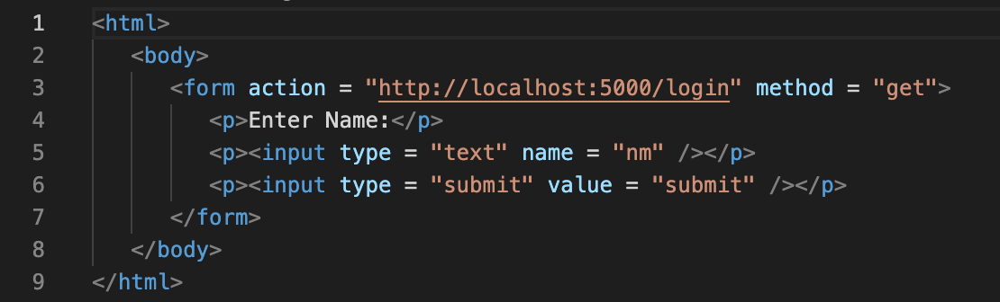 1 <html>
2 <body>
3 <form action = "http://localhost:5000/login" method = "get">
4 <p>Enter Name:</p>
5 <p><input type = "text" name = "nm" /></p>
6 <p><input type = "submit" value = "submit" /></p>
7 </form>
8 </body>
9 </html>